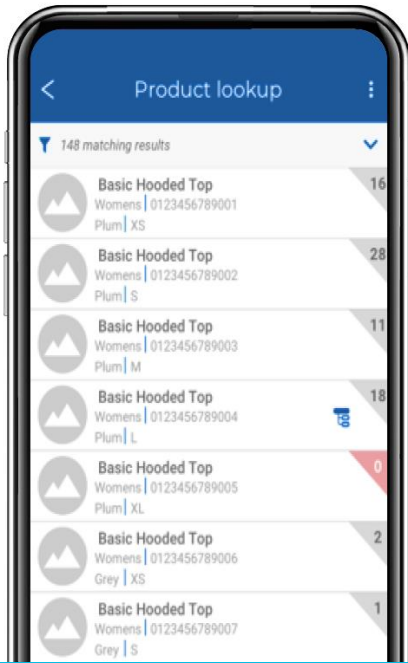 Product lookup
148 matching results
Basic Hooded Top 16
Womens | 0123456789001
Plum | XS
Basic Hooded Top 28
Womens | 0123456789002
Plum | S
Basic Hooded Top 11
Womens | 0123456789003
Plum | M
Basic Hooded Top 18
Womens | 0123456789004
Plum | L
Basic Hooded Top 0
Womens | 0123456789005
Plum | XL
Basic Hooded Top 2
Womens | 0123456789006
Grey | XS
Basic Hooded Top 1
Womens | 0123456789007
Grey | S